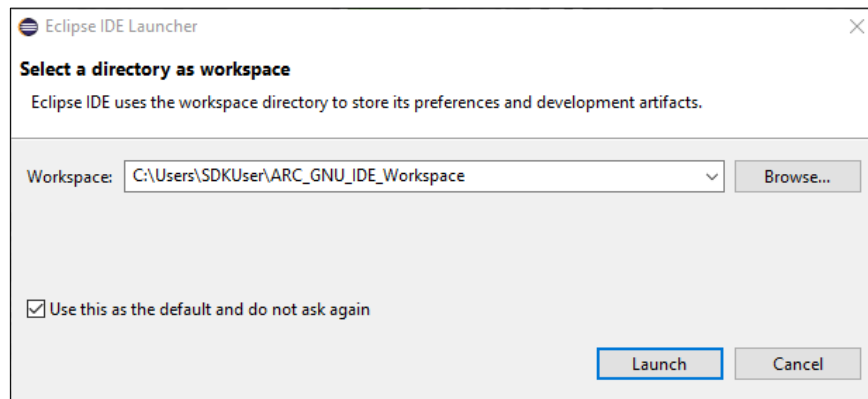 Eclipse IDE Launcher
Select a directory as workspace
Eclipse IDE uses the workspace directory to store its preferences and development artifacts.
Workspace: C:\Users\SDKUser\ARC_GNU_IDE_Workspace Browse...
Use this as the default and do not ask again
Launch Cancel